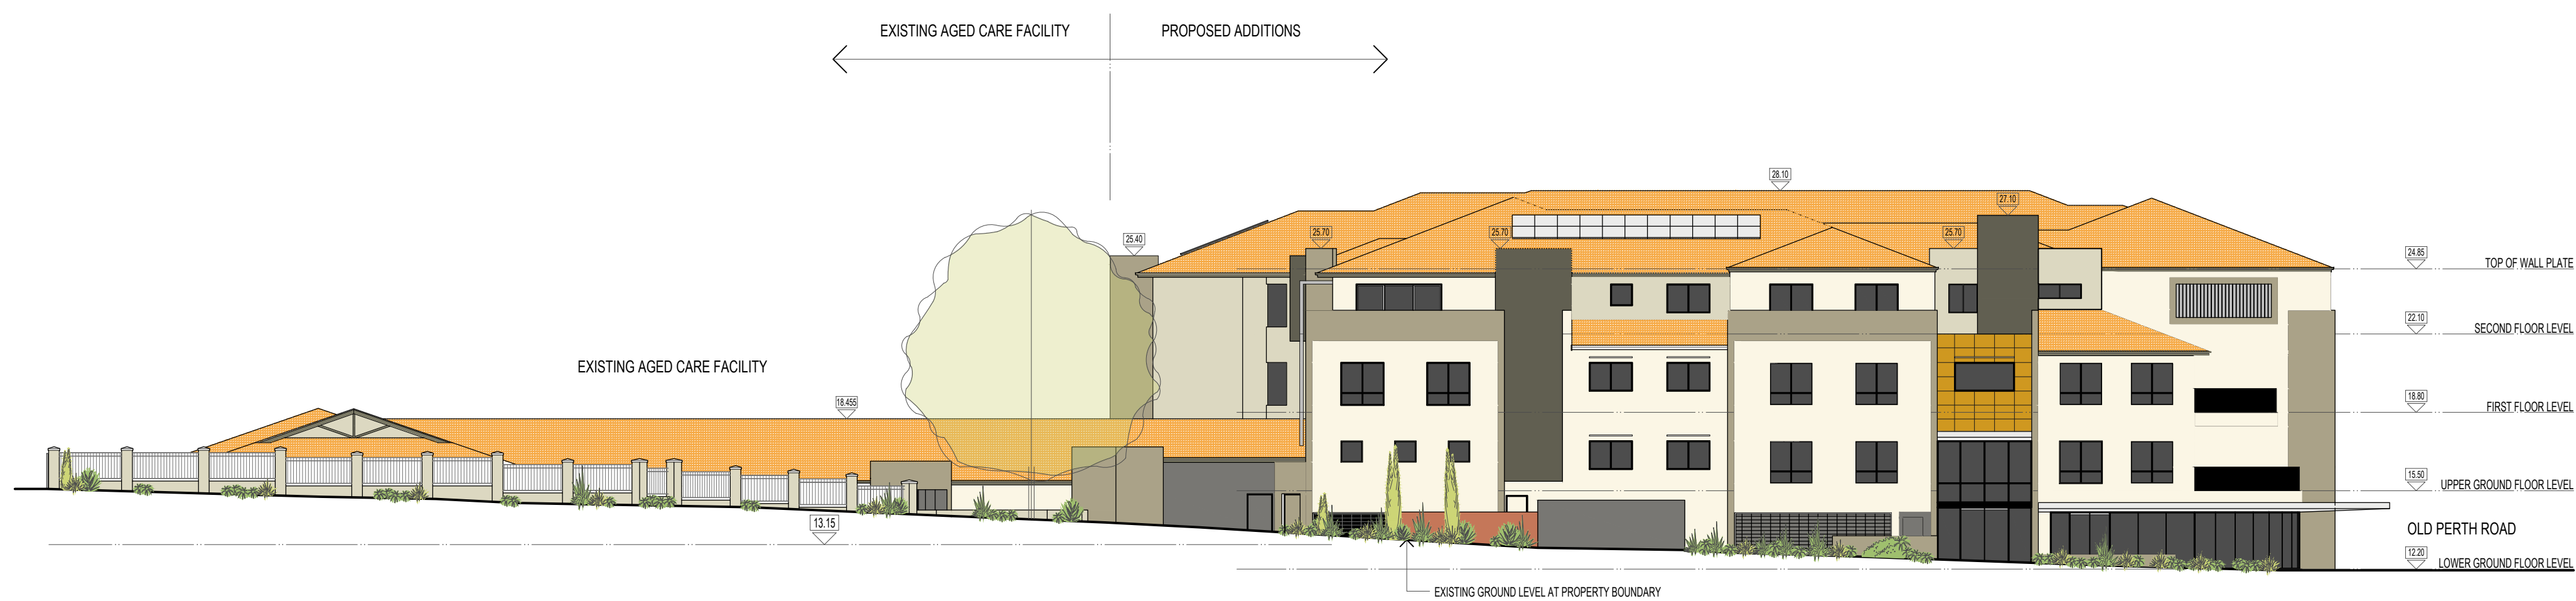 EXISTING AGED CARE FACILITY
PROPOSED ADDITIONS
28.10
27.10
25.40
25.70
25.70
25.70
24.85
TOP OF WALL PLATE
22.10
SECOND FLOOR LEVEL
EXISTING AGED CARE FACILITY
18.455
18.80
FIRST FLOOR LEVEL
15.50
UPPER GROUND FLOOR LEVEL
13.15
OLD PERTH ROAD
12.20
LOWER GROUND FLOOR LEVEL
EXISTING GROUND LEVEL AT PROPERTY BOUNDARY